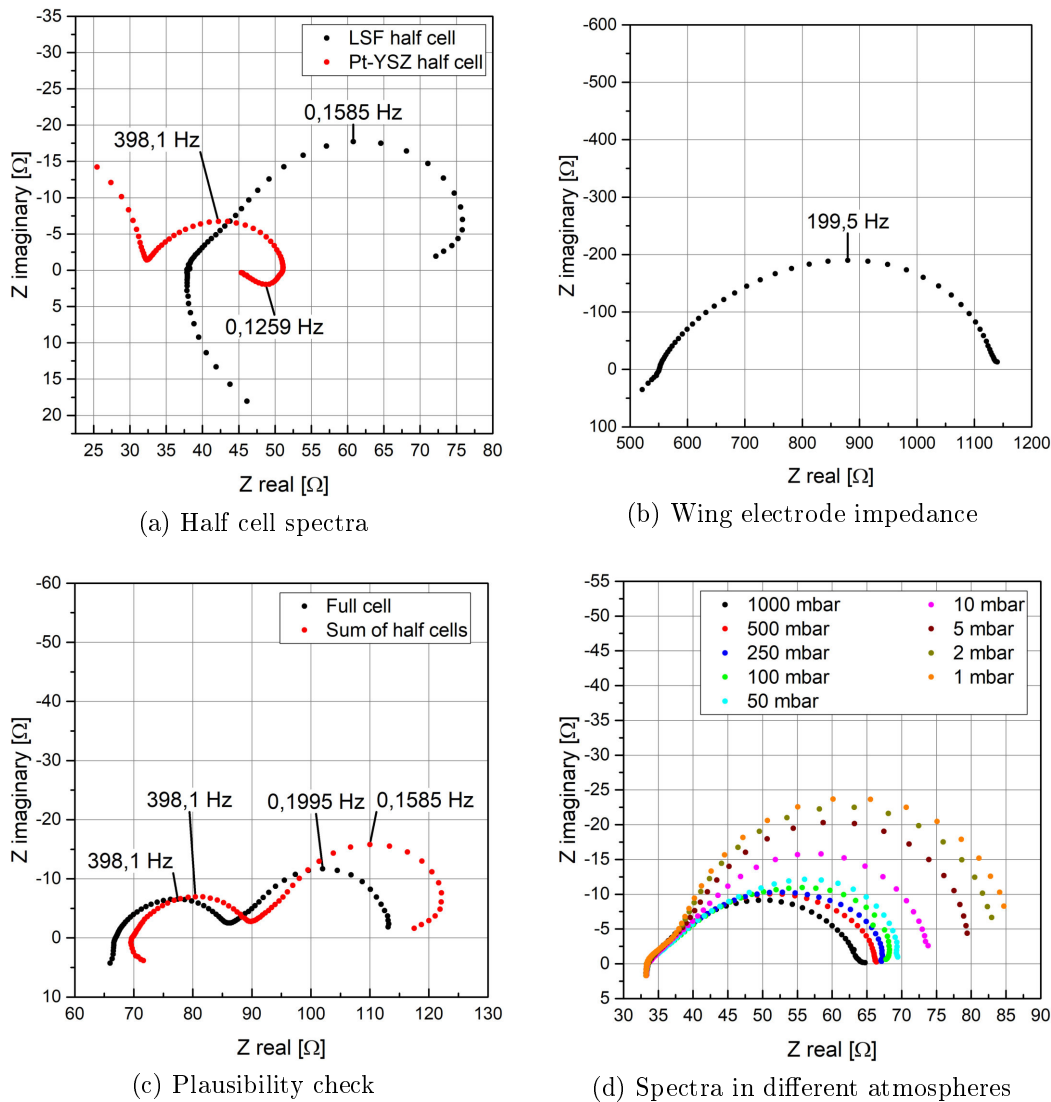 -35
-30
-25
-20
-15
-10
-5
0
5
10
15
20
Z imaginary [Ω]
LSF half cell
Pt-YSZ half cell
0,1585 Hz
398,1 Hz
0,1259 Hz
25 30 35 40 45 50 55 60 65 70 75 80
Z real [Ω]
(a) Half cell spectra
-600
-500
-400
-300
-200
-100
0
100
Z imaginary [Ω]
199,5 Hz
500 600 700 800 900 1000 1100 1200
Z real [Ω]
(b) Wing electrode impedance
-60
-50
-40
-30
-20
-10
0
10
Z imaginary [Ω]
Full cell
Sum of half cells
398,1 Hz
398,1 Hz
0,1995 Hz
0,1585 Hz
60 70 80 90 100 110 120 130
Z real [Ω]
(c) Plausibility check
-55
-50
-45
-40
-35
-30
-25
-20
-15
-10
-5
0
5
Z imaginary [Ω]
1000 mbar
500 mbar
250 mbar
100 mbar
50 mbar
10 mbar
5 mbar
2 mbar
1 mbar
30 35 40 45 50 55 60 65 70 75 80 85 90
Z real [Ω]
(d) Spectra in different atmospheres